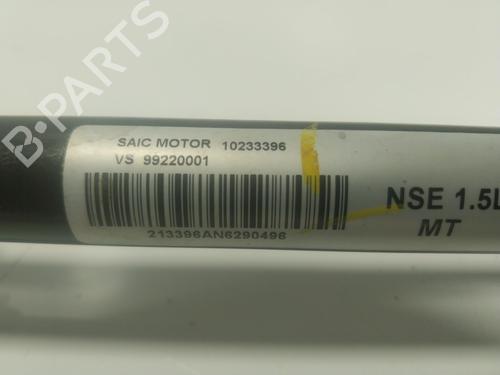 B-PARTS
SAIC MOTOR 10233396
VS 99220001
213396AN6290496
NSE 1.5L
MT